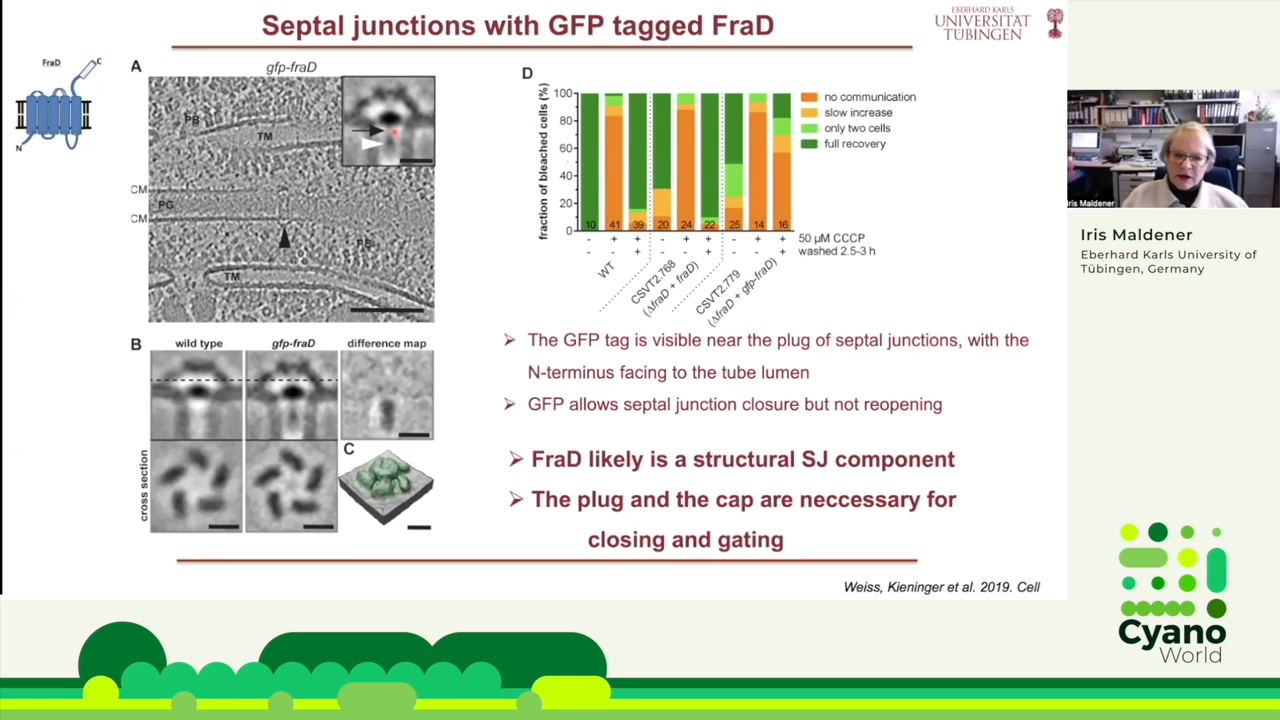 Septal junctions with GFP tagged FraD
EBERHARD KARLS
UNIVERSITÄT
TÜBINGEN
FraD
C
N
A
gfp-fraD
PB
TM
CM
PG
CM
PB
TM
B
wild type
gfp-fraD
difference map
cross section
C
D
fraction of bleached cells (%)
100
80
60
40
20
0
10 41 39 20 24 22 25 14 16
no communication
slow increase
only two cells
full recovery
- + + - + + - + + 50 µM CCCP
- - + - - + - - + washed 2.5-3 h
WT
CSVT2.768
(ΔfraD + fraD)
CSVT2.779
(ΔfraD + gfp-fraD)
The GFP tag is visible near the plug of septal junctions, with the
N-terminus facing to the tube lumen
GFP allows septal junction closure but not reopening
FraD likely is a structural SJ component
The plug and the cap are neccessary for
closing and gating
Weiss, Kieninger et al. 2019. Cell
Iris Maldener
Iris Maldener
Eberhard Karls University of
Tübingen, Germany
Cyano
World